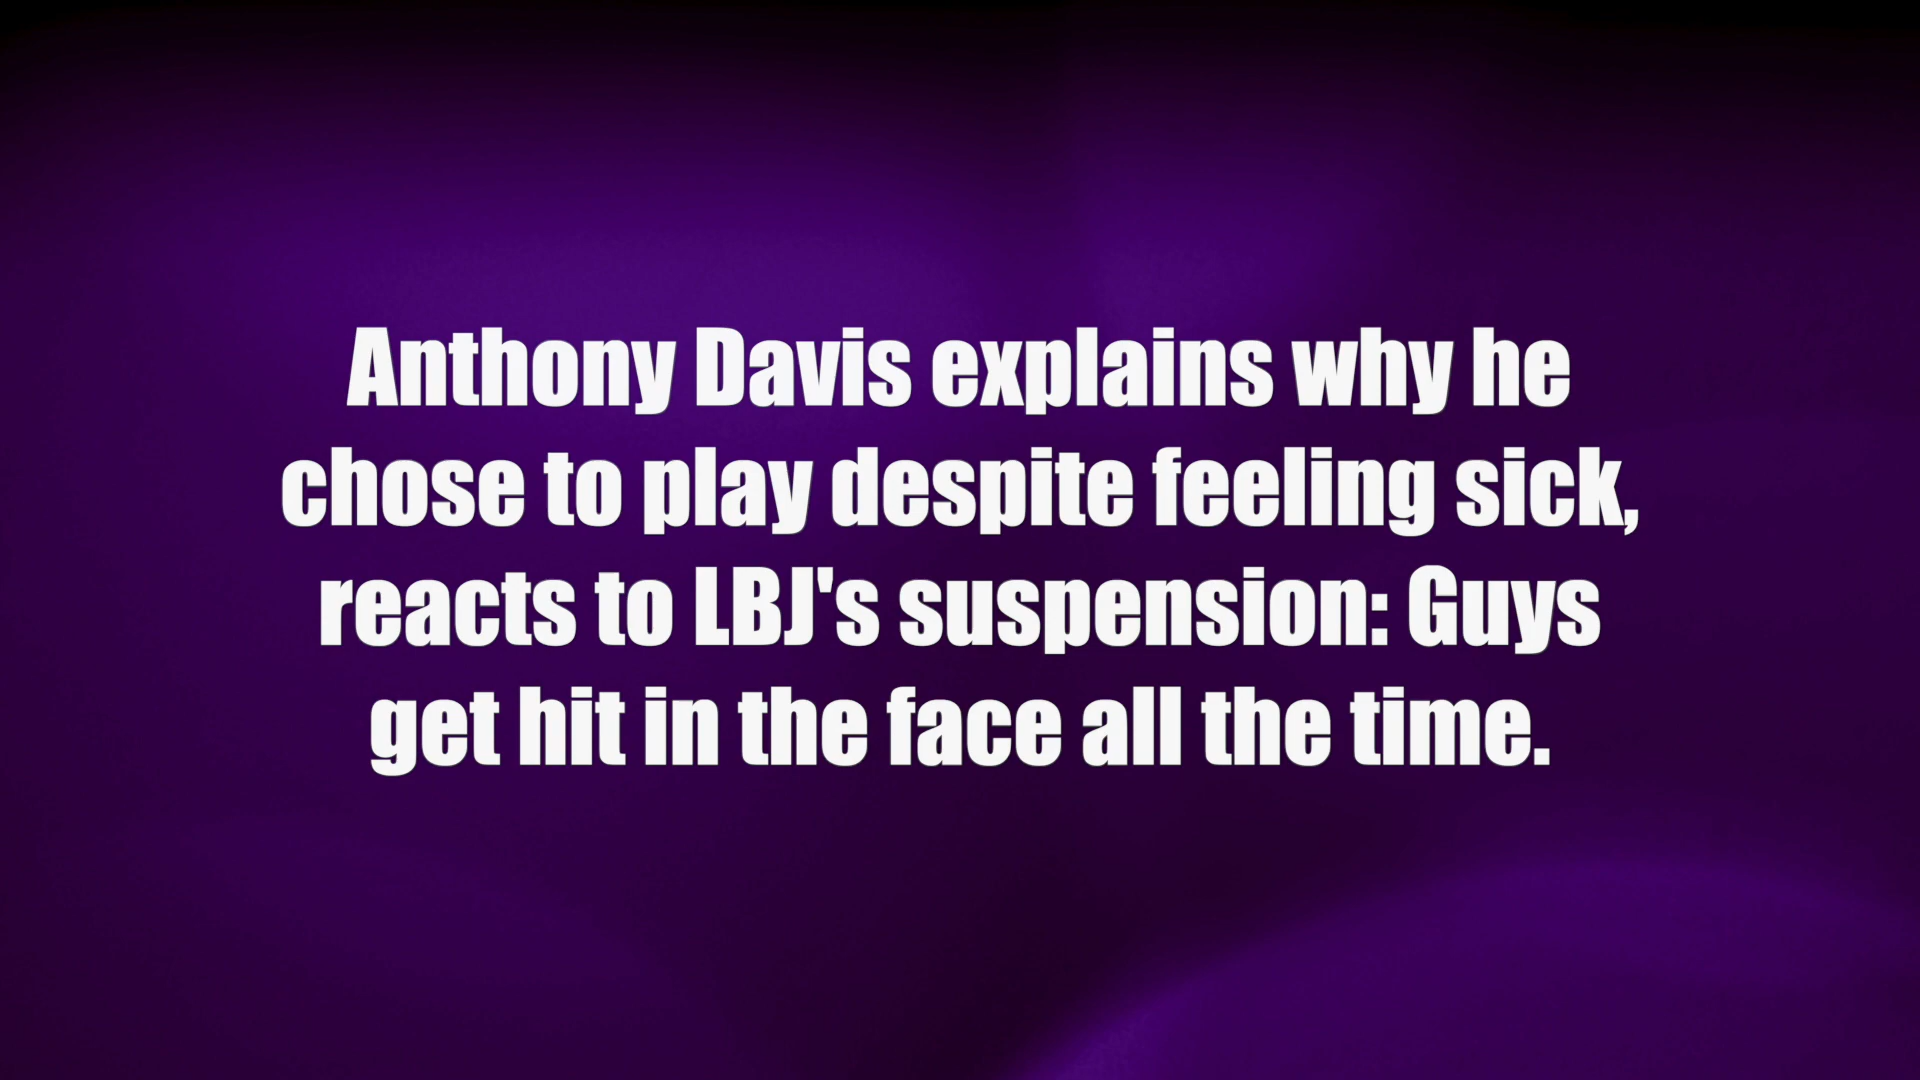 Anthony Davis explains why he
chose to play despite feeling sick,
reacts to LBJ's suspension: Guys
get hit in the face all the time.